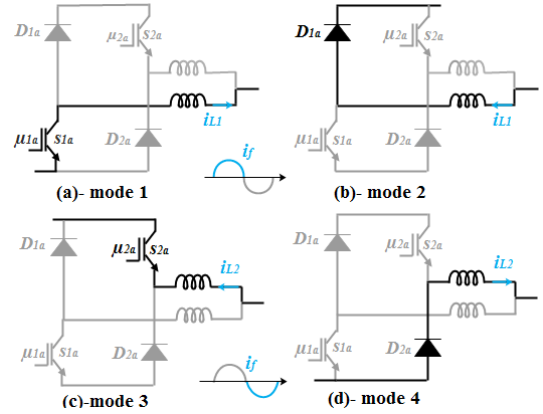 D1a
μ2a
S2a
iL1
μ1a
S1a
D2a
(a)- mode 1
if
D1a
μ2a
S2a
iL1
μ1a
S1a
D2a
(b)- mode 2
D1a
μ2a
S2a
iL2
μ1a
S1a
D2a
(c)-mode 3
if
D1a
μ2a
S2a
iL2
μ1a
S1a
D2a
(d)- mode 4